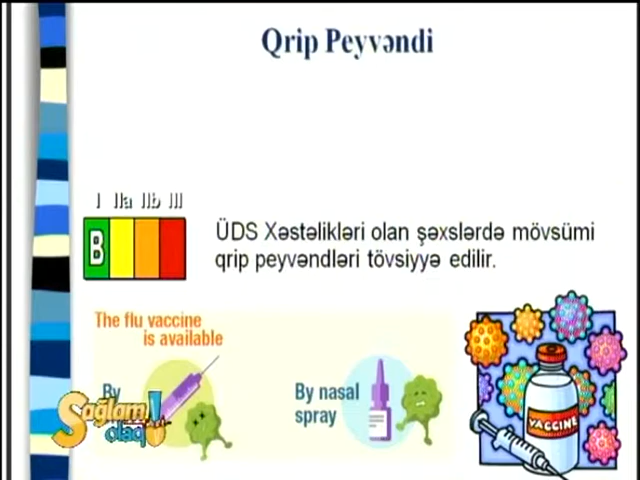 Qrip Peyvəndi
I IIa IIb III
B
ÜDS Xəstəlikləri olan şəxslərdə mövsümi
qrip peyvəndləri tövsiyyə edilir.
The flu vaccine
is available
By
By nasal
spray
VACCINE
Sağlam
olaq!